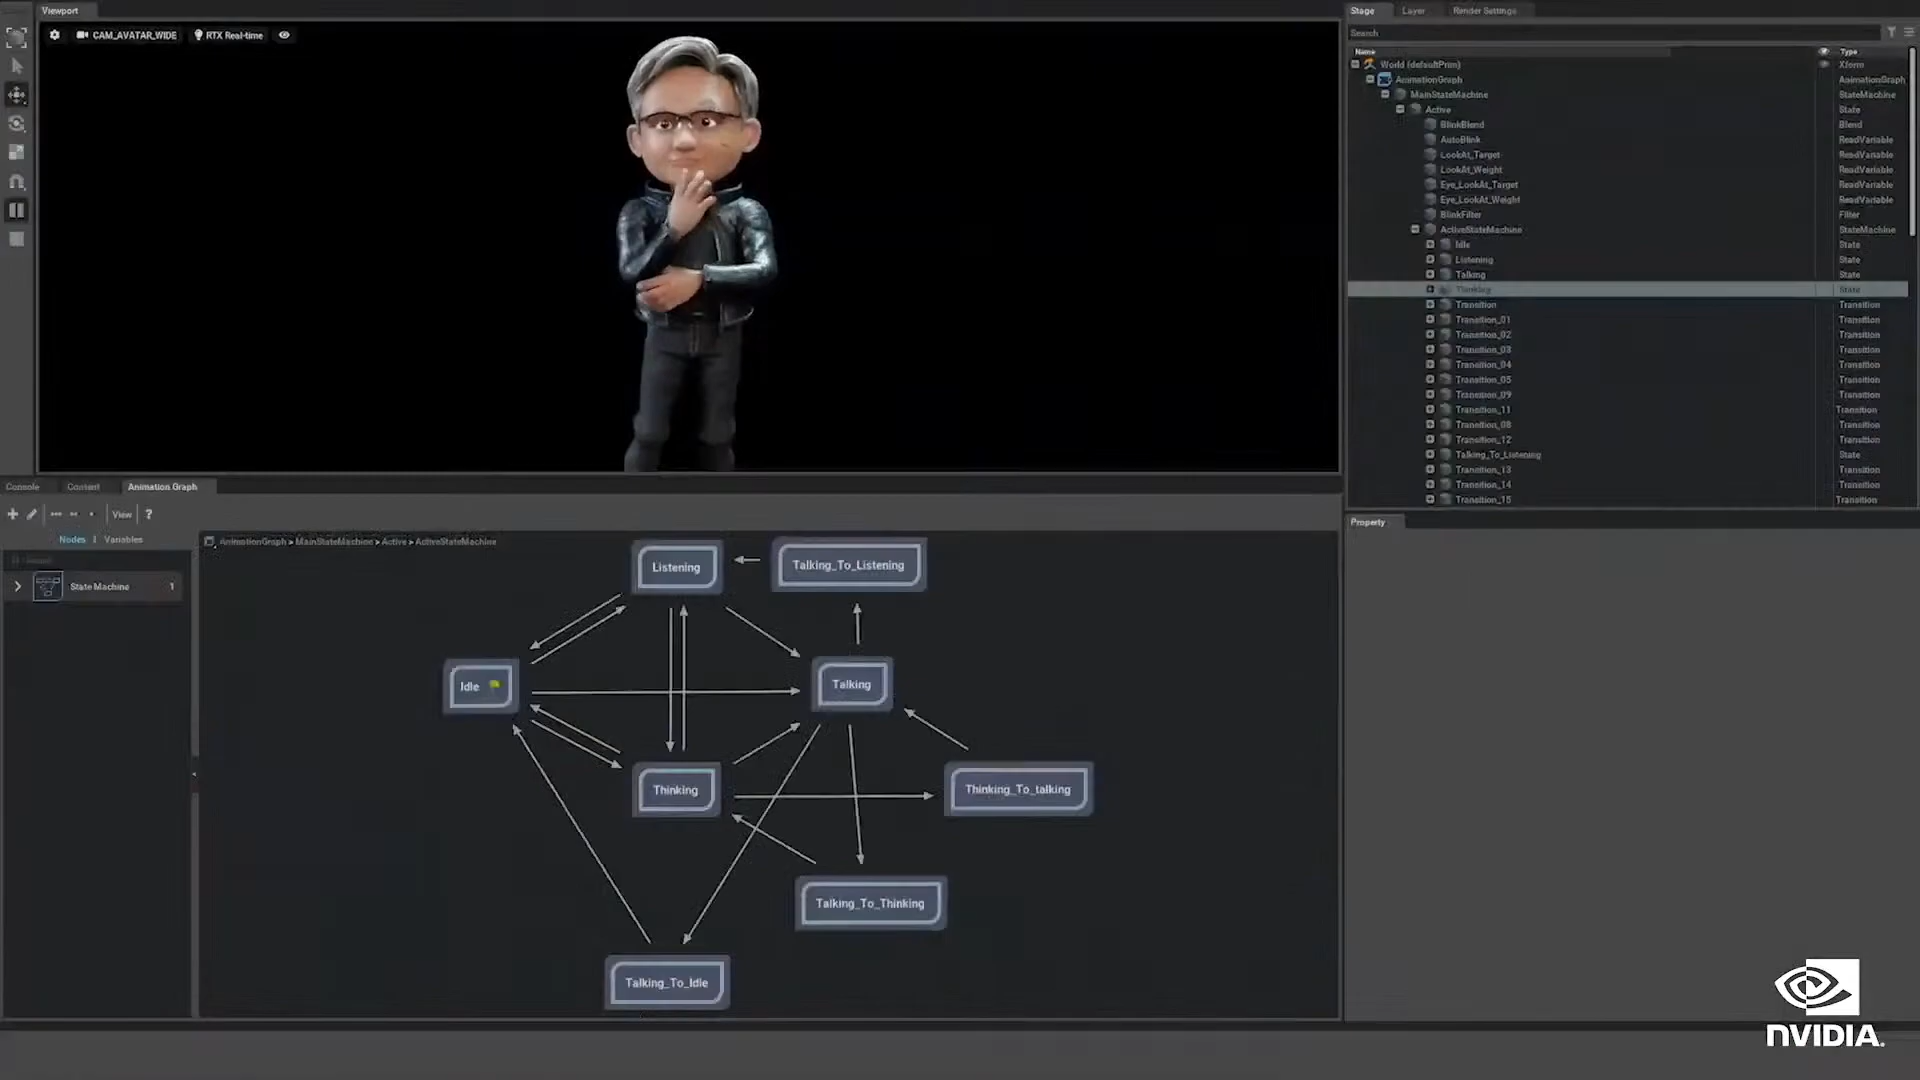 Viewport
CAM_AVATAR_WIDE
RTX Real-time
Stage
Layer
Render Settings
Search
Name
Type
World (defaultPrim)
Xform
AnimationGraph
AnimationGraph
MainStateMachine
StateMachine
Active
State
BlinkBlend
Blend
AutoBlink
ReadVariable
LookAt_Target
ReadVariable
LookAt_Weight
ReadVariable
Eye_LookAt_Target
ReadVariable
Eye_LookAt_Weight
ReadVariable
BlinkFilter
Filter
ActiveStateMachine
StateMachine
Idle
State
Listening
State
Talking
State
Thinking
State
Transition
Transition
Transition_01
Transition
Transition_02
Transition
Transition_03
Transition
Transition_04
Transition
Transition_05
Transition
Transition_09
Transition
Transition_11
Transition
Transition_08
Transition
Transition_12
Transition
Talking_To_Listening
State
Transition_13
Transition
Transition_14
Transition
Transition_15
Transition
Property
Console
Content
Animation Graph
View
?
Nodes
Variables
State Machine
1
AnimationGraph > MainStateMachine > Active > ActiveStateMachine
Listening
Talking_To_Listening
Idle
Talking
Thinking
Thinking_To_talking
Talking_To_Thinking
Talking_To_Idle
NVIDIA